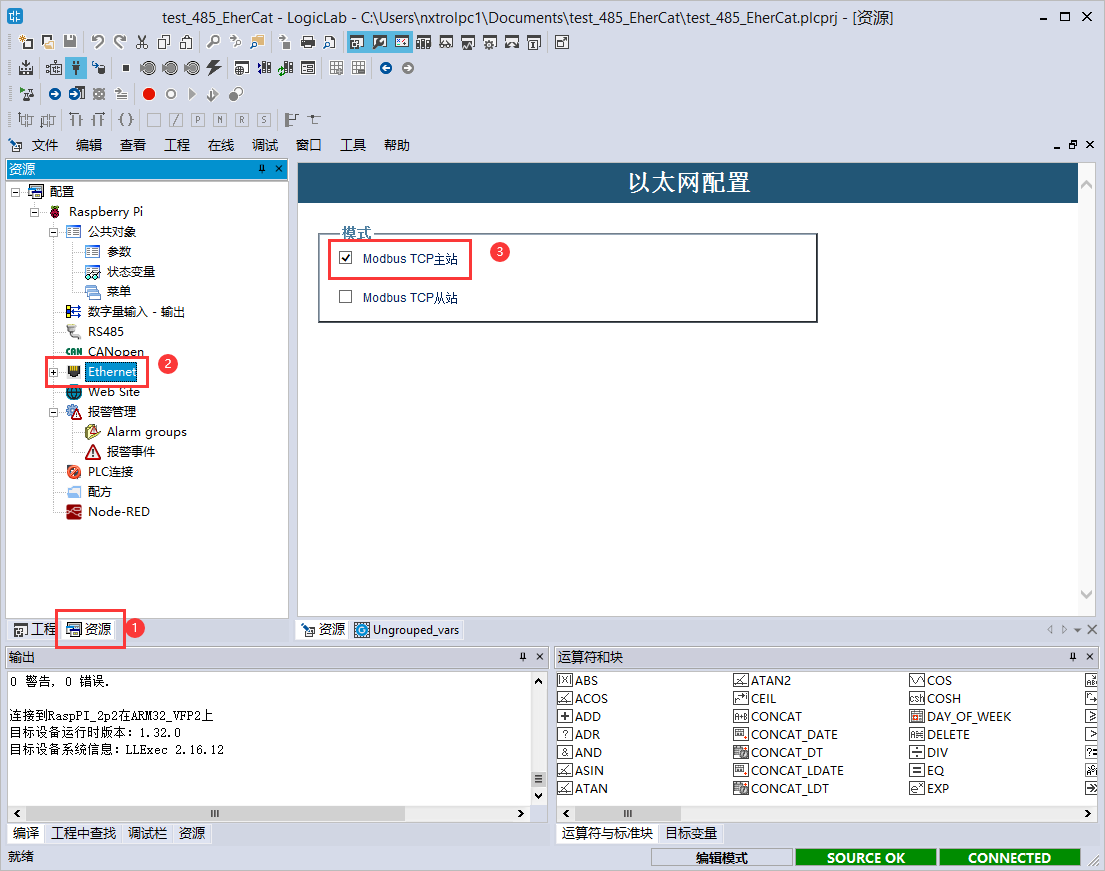 test_485_EherCat - LogicLab - C:\Users\nxtrolpc1\Documents\test_485_EherCat\test_485_EherCat.plcprj - [资源]
文件 编辑 查看 工程 在线 调试 窗口 工具 帮助
资源
配置
Raspberry Pi
公共对象
参数
状态变量
菜单
数字量输入 - 输出
RS485
CAN CANopen
Ethernet
2
Web Site
报警管理
Alarm groups
报警事件
PLC连接
配方
Node-RED
工程 资源
1
以太网配置
模式
Modbus TCP主站
3
Modbus TCP从站
资源 Ungrouped_vars
输出
0 警告, 0 错误.
连接到RaspPI_2p2在ARM32_VFP2上
目标设备运行时版本: 1.32.0
目标设备系统信息: LLExec 2.16.12
编译 工程中查找 调试栏 资源
运算符和块
ABS ATAN2 COS
ACOS CEIL COSH
ADD CONCAT DAY_OF_WEEK
ADR CONCAT_DATE DELETE
AND CONCAT_DT DIV
ASIN CONCAT_LDATE EQ
ATAN CONCAT_LDT EXP
运算符与标准块 目标变量
就绪 编辑模式 SOURCE OK CONNECTED